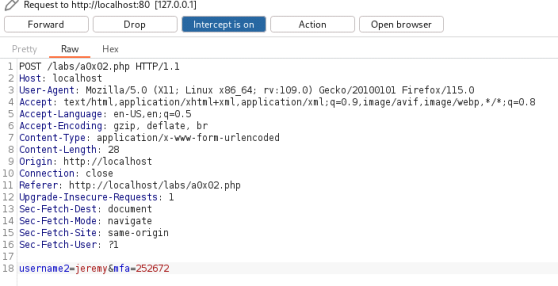 Request to http://localhost:80 [127.0.0.1]
Forward Drop Intercept is on Action Open browser
Pretty Raw Hex
1 POST /labs/a0x02.php HTTP/1.1
2 Host: localhost
3 User-Agent: Mozilla/5.0 (X11; Linux x86_64; rv:109.0) Gecko/20100101 Firefox/115.0
4 Accept: text/html,application/xhtml+xml,application/xml;q=0.9,image/avif,image/webp,*/*;q=0.8
5 Accept-Language: en-US,en;q=0.5
6 Accept-Encoding: gzip, deflate, br
7 Content-Type: application/x-www-form-urlencoded
8 Content-Length: 28
9 Origin: http://localhost
10 Connection: close
11 Referer: http://localhost/labs/a0x02.php
12 Upgrade-Insecure-Requests: 1
13 Sec-Fetch-Dest: document
14 Sec-Fetch-Mode: navigate
15 Sec-Fetch-Site: same-origin
16 Sec-Fetch-User: ?1
17
18 username2=jeremy&mfa=252672